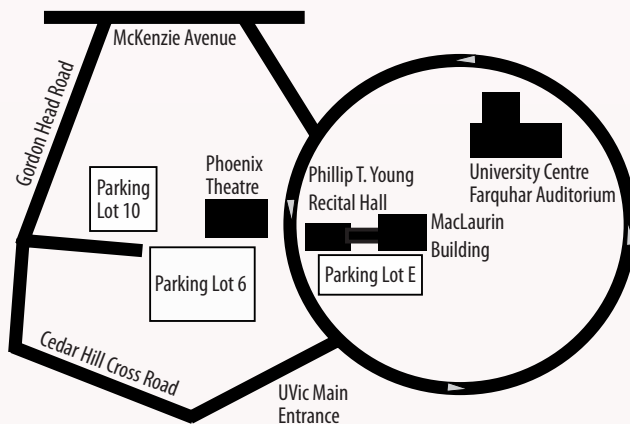 McKenzie Avenue
Gordon Head Road
Parking
Lot 10
Phoenix
Theatre
Phillip T. Young
Recital Hall
University Centre
Farquhar Auditorium
MacLaurin
Building
Parking Lot 6
Parking Lot E
Cedar Hill Cross Road
UVic Main
Entrance